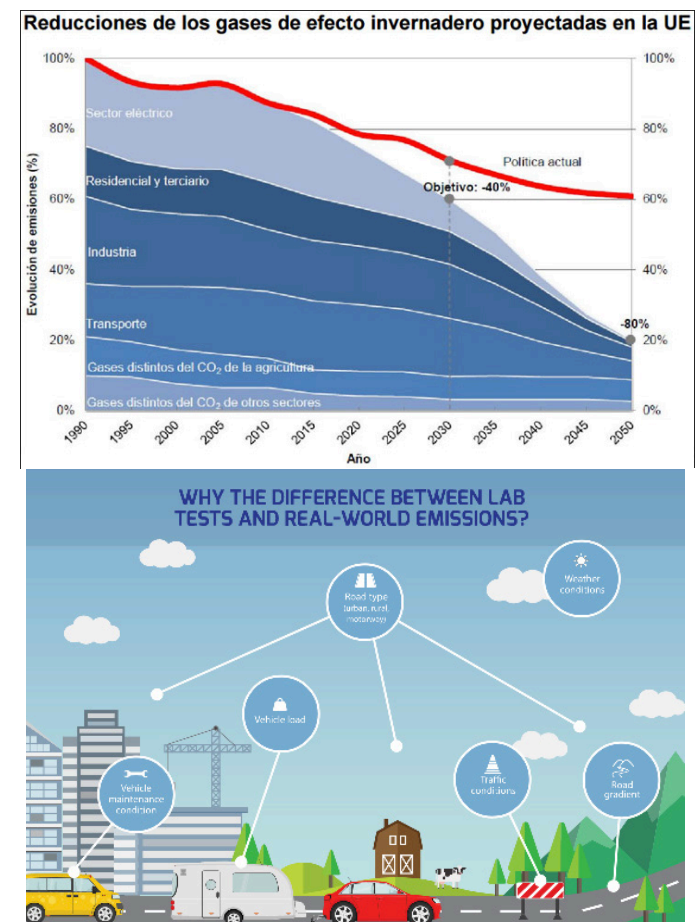 Reducciones de los gases de efecto invernadero proyectadas en la UE
100%
100%
Sector eléctrico
80%
80%
Política actual
Residencial y terciario
Objetivo: -40%
60%
60%
Evolución de emisiones (%)
Industria
40%
40%
Transporte
-80%
20%
20%
Gases distintos del CO₂ de la agricultura
Gases distintos del CO₂ de otros sectores
0%
0%
1990 1995 2000 2005 2010 2015 2020 2025 2030 2035 2040 2045 2050
Año
WHY THE DIFFERENCE BETWEEN LAB
TESTS AND REAL-WORLD EMISSIONS?
Weather
conditions
Road type
(urban, rural,
motorway)
Vehicle load
Vehicle
maintenance
condition
Traffic
conditions
Road
gradient